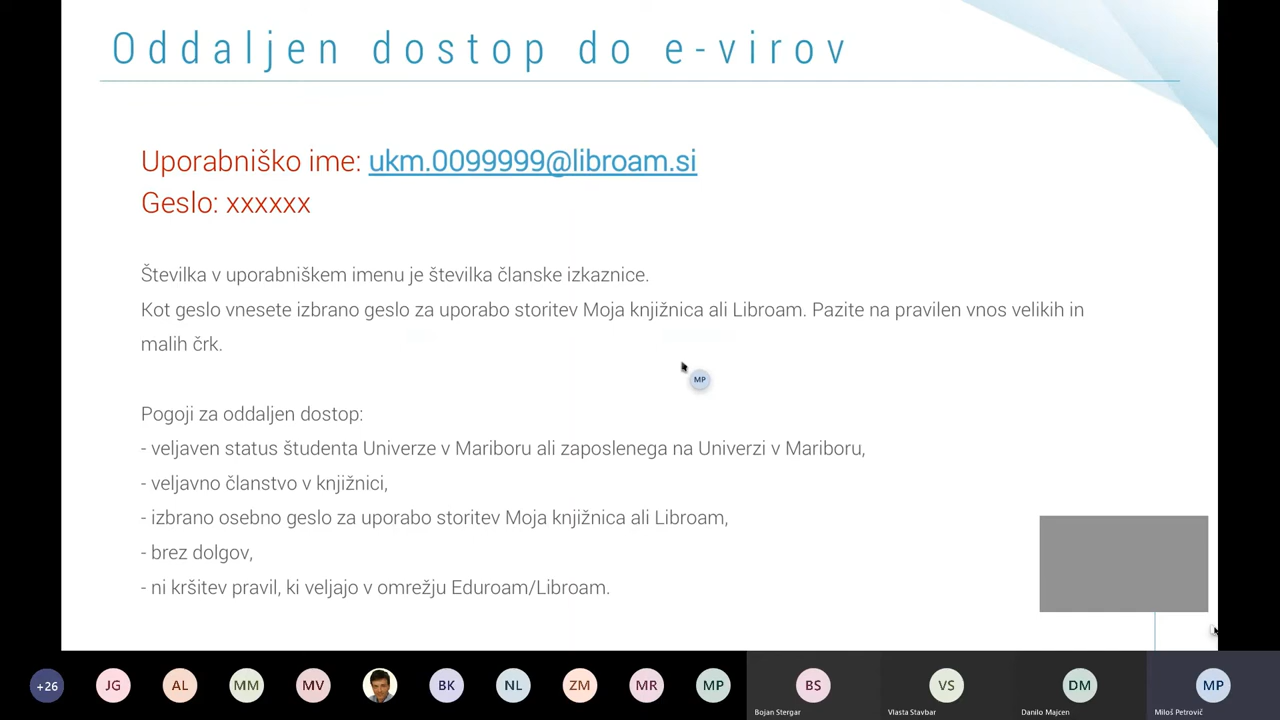 Oddaljen dostop do e-virov
Uporabniško ime: ukm.0099999@libroam.si
Geslo: xxxxxx
Številka v uporabniškem imenu je številka članske izkaznice.
Kot geslo vnesete izbrano geslo za uporabo storitev Moja knjižnica ali Libroam. Pazite na pravilen vnos velikih in
malih črk.
MP
Pogoji za oddaljen dostop:
- veljaven status študenta Univerze v Mariboru ali zaposlenega na Univerzi v Mariboru,
- veljavno članstvo v knjižnici,
- izbrano osebno geslo za uporabo storitev Moja knjižnica ali Libroam,
- brez dolgov,
- ni kršitev pravil, ki veljajo v omrežju Eduroam/Libroam.
+26 JG AL MM MV BK NL ZM MR MP BS VS DM MP
Bojan Stergar Vlasta Stavbar Danilo Majcen Miloš Petrovič